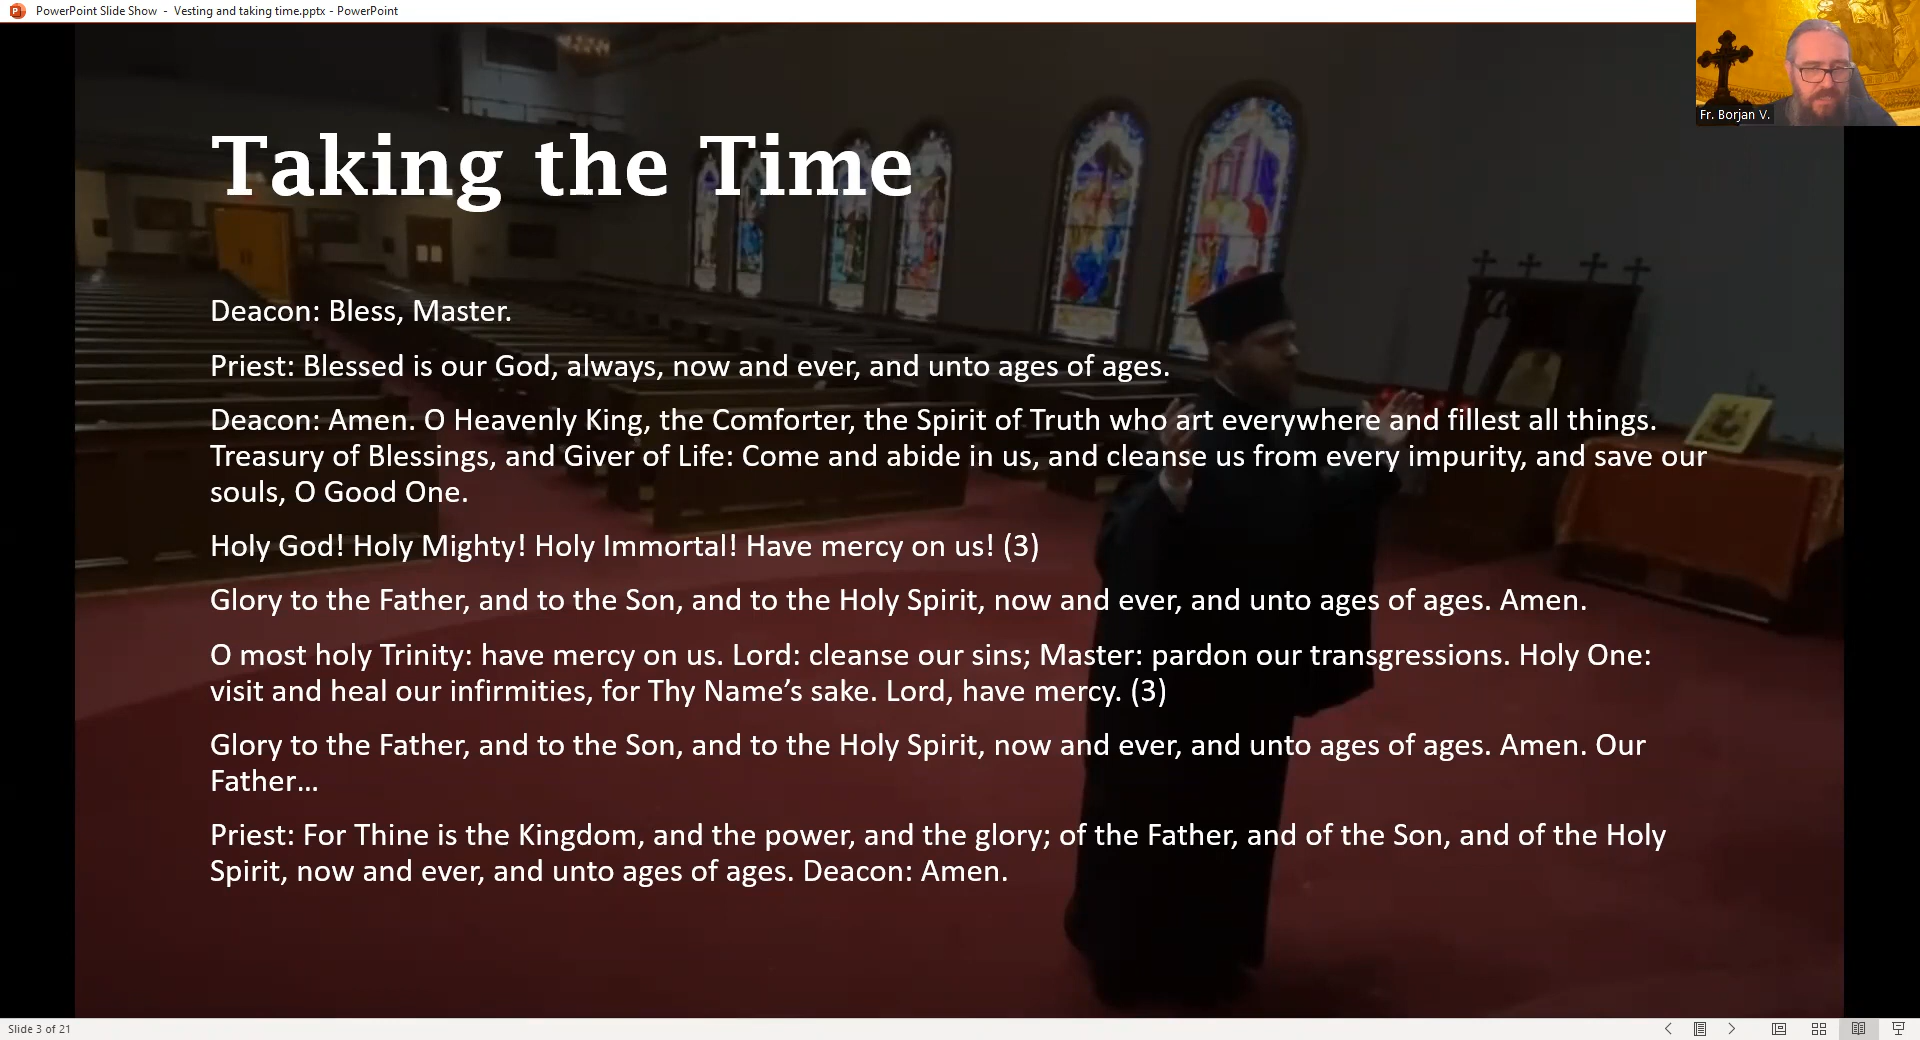 PowerPoint Slide Show - Vesting and taking time.pptx - PowerPoint
Fr. Borjan V.
Taking the Time
Deacon: Bless, Master.
Priest: Blessed is our God, always, now and ever, and unto ages of ages.
Deacon: Amen. O Heavenly King, the Comforter, the Spirit of Truth who art everywhere and fillest all things.
Treasury of Blessings, and Giver of Life: Come and abide in us, and cleanse us from every impurity, and save our
souls, O Good One.
Holy God! Holy Mighty! Holy Immortal! Have mercy on us! (3)
Glory to the Father, and to the Son, and to the Holy Spirit, now and ever, and unto ages of ages. Amen.
O most holy Trinity: have mercy on us. Lord: cleanse our sins; Master: pardon our transgressions. Holy One:
visit and heal our infirmities, for Thy Name’s sake. Lord, have mercy. (3)
Glory to the Father, and to the Son, and to the Holy Spirit, now and ever, and unto ages of ages. Amen. Our
Father…
Priest: For Thine is the Kingdom, and the power, and the glory; of the Father, and of the Son, and of the Holy
Spirit, now and ever, and unto ages of ages. Deacon: Amen.
Slide 3 of 21